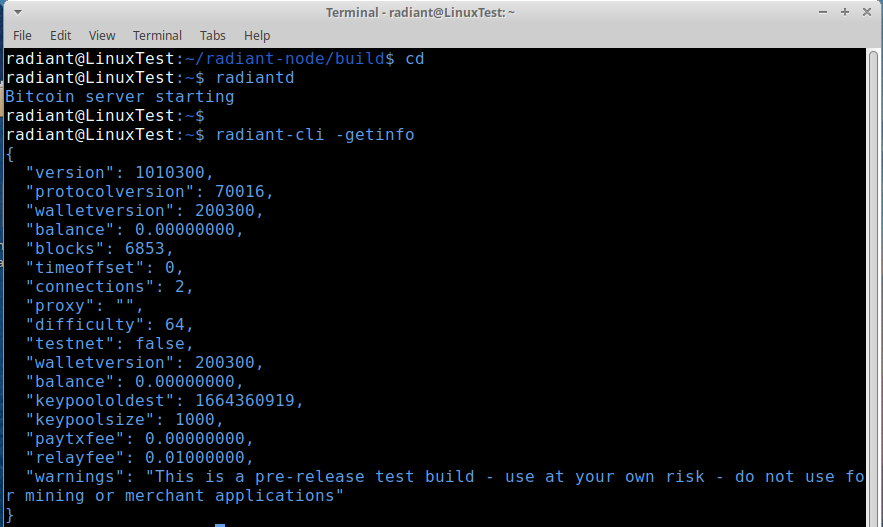 Terminal - radiant@LinuxTest: ~
File Edit View Terminal Tabs Help
radiant@LinuxTest:~/radiant-node/build$ cd
radiant@LinuxTest:~$ radiantd
Bitcoin server starting
radiant@LinuxTest:~$
radiant@LinuxTest:~$ radiant-cli -getinfo
{
  "version": 1010300,
  "protocolversion": 70016,
  "walletversion": 200300,
  "balance": 0.00000000,
  "blocks": 6853,
  "timeoffset": 0,
  "connections": 2,
  "proxy": "",
  "difficulty": 64,
  "testnet": false,
  "walletversion": 200300,
  "balance": 0.00000000,
  "keypoololdest": 1664360919,
  "keypoolsize": 1000,
  "paytxfee": 0.00000000,
  "relayfee": 0.01000000,
  "warnings": "This is a pre-release test build - use at your own risk - do not use fo
r mining or merchant applications"
}